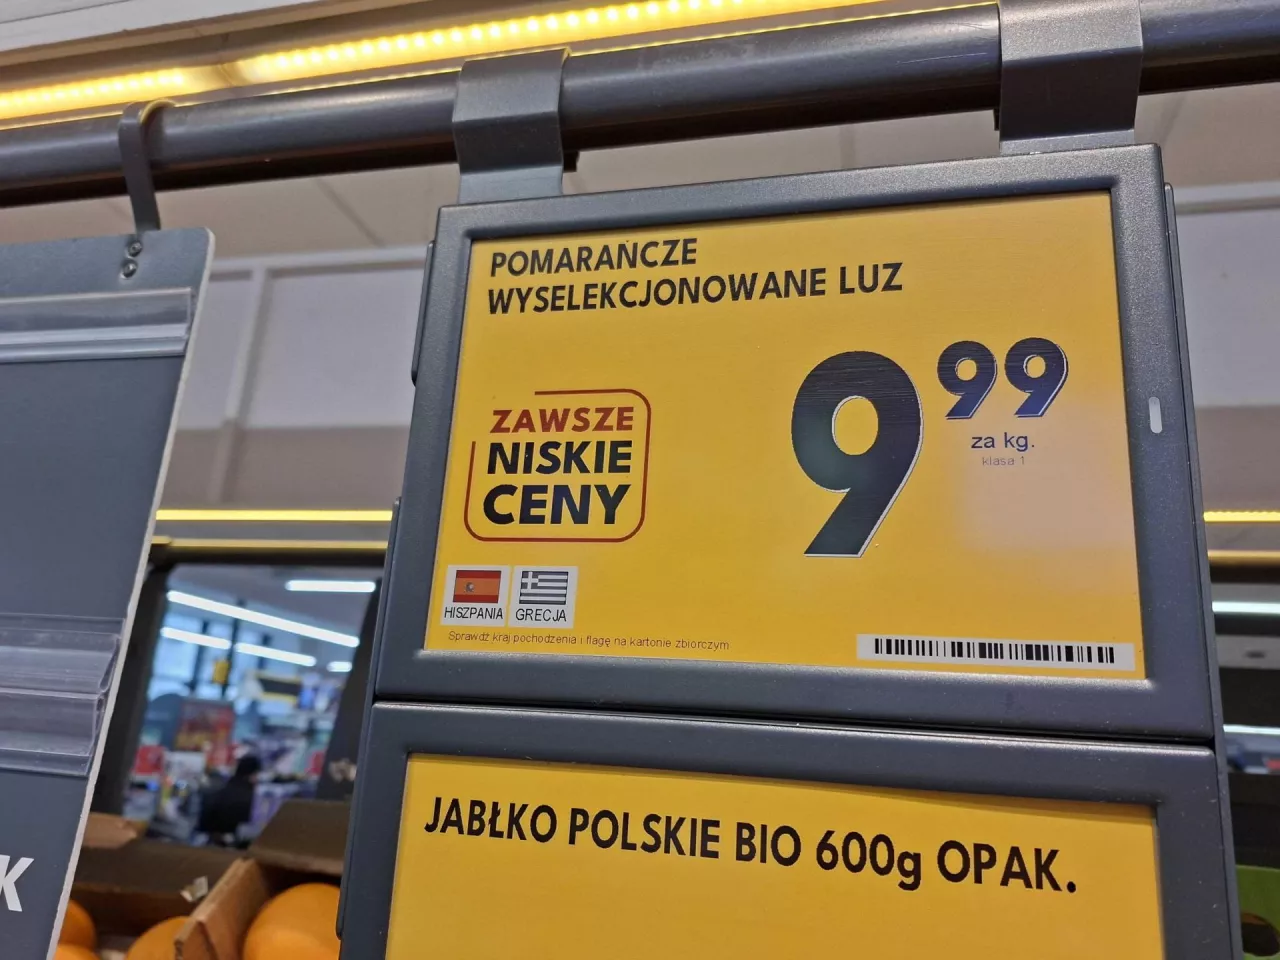 POMARAŃCZE
WYSELEKCJONOWANE LUZ
ZAWSZE
NISKIE
CENY
9 99
za kg.
klasa 1
HISZPANIA
GRECJA
Sprawdź kraj pochodzenia i flagę na kartonie zbiorczym
JABŁKO POLSKIE BIO 600g OPAK.
K